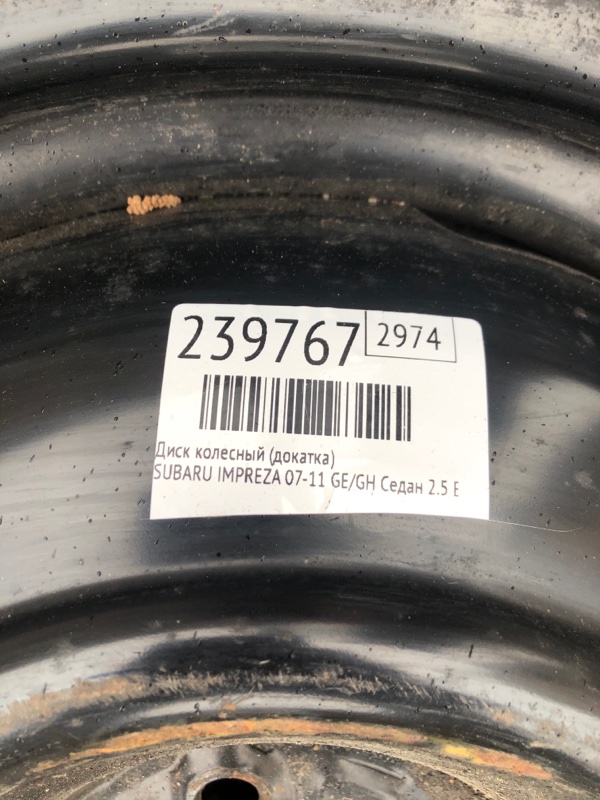 239767 2974
Диск колесный (докатка)
SUBARU IMPREZA 07-11 GE/GH Седан 2.5 E